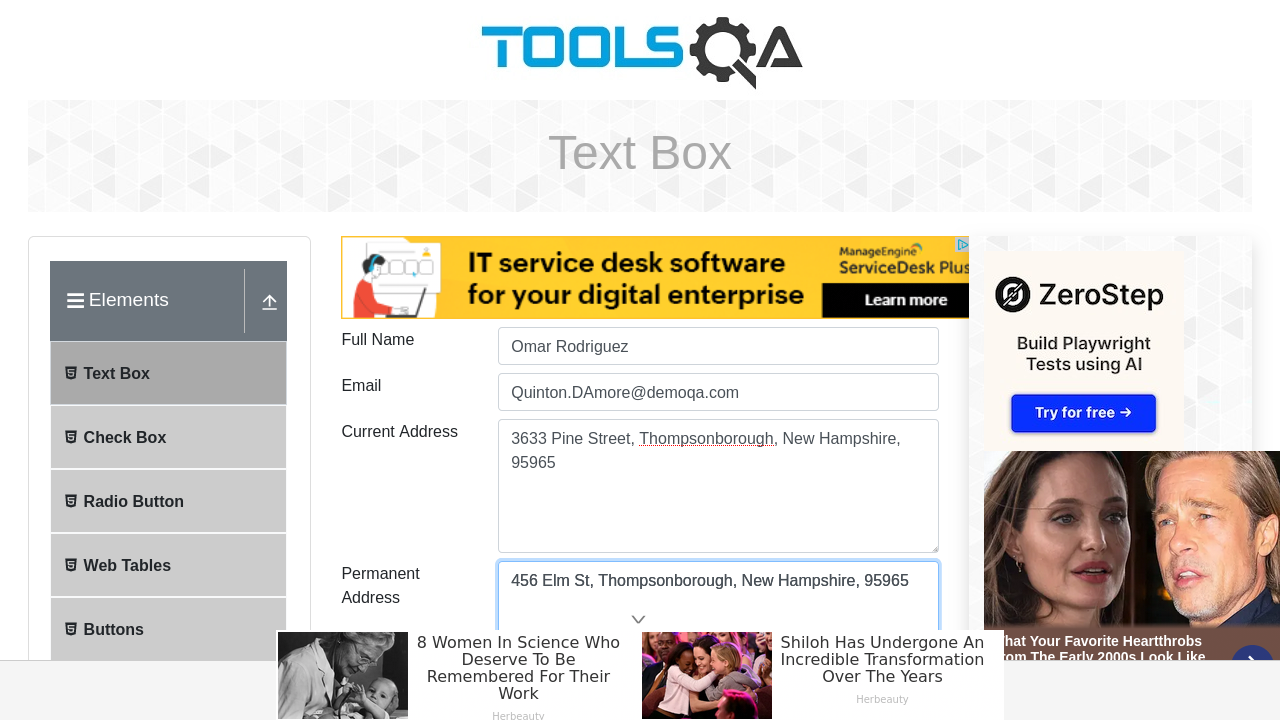 TOOLSQA
Text Box
Elements
Text Box
Check Box
Radio Button
Web Tables
Buttons
IT service desk software
for your digital enterprise
ManageEngine
ServiceDesk Plus
Learn more
Full Name
Omar Rodriguez
Email
Quinton.DAmore@demoqa.com
Current Address
3633 Pine Street, Thompsonborough, New Hampshire,
95965
Permanent
Address
456 Elm St, Thompsonborough, New Hampshire, 95965
ZeroStep
Build Playwright
Tests using AI
Try for free →
hat Your Favorite Heartthrobs
om The Early 2000s Look Like
8 Women In Science Who
Deserve To Be
Remembered For Their
Work
Herbeauty
Shiloh Has Undergone An
Incredible Transformation
Over The Years
Herbeauty